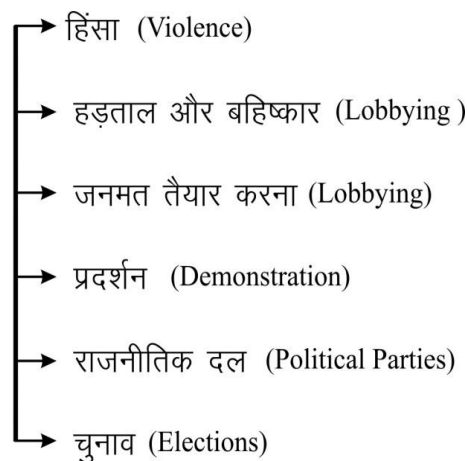 हिंसा (Violence)
हड़ताल और बहिष्कार (Lobbying )
जनमत तैयार करना (Lobbying)
प्रदर्शन (Demonstration)
राजनीतिक दल (Political Parties)
चुनाव (Elections)